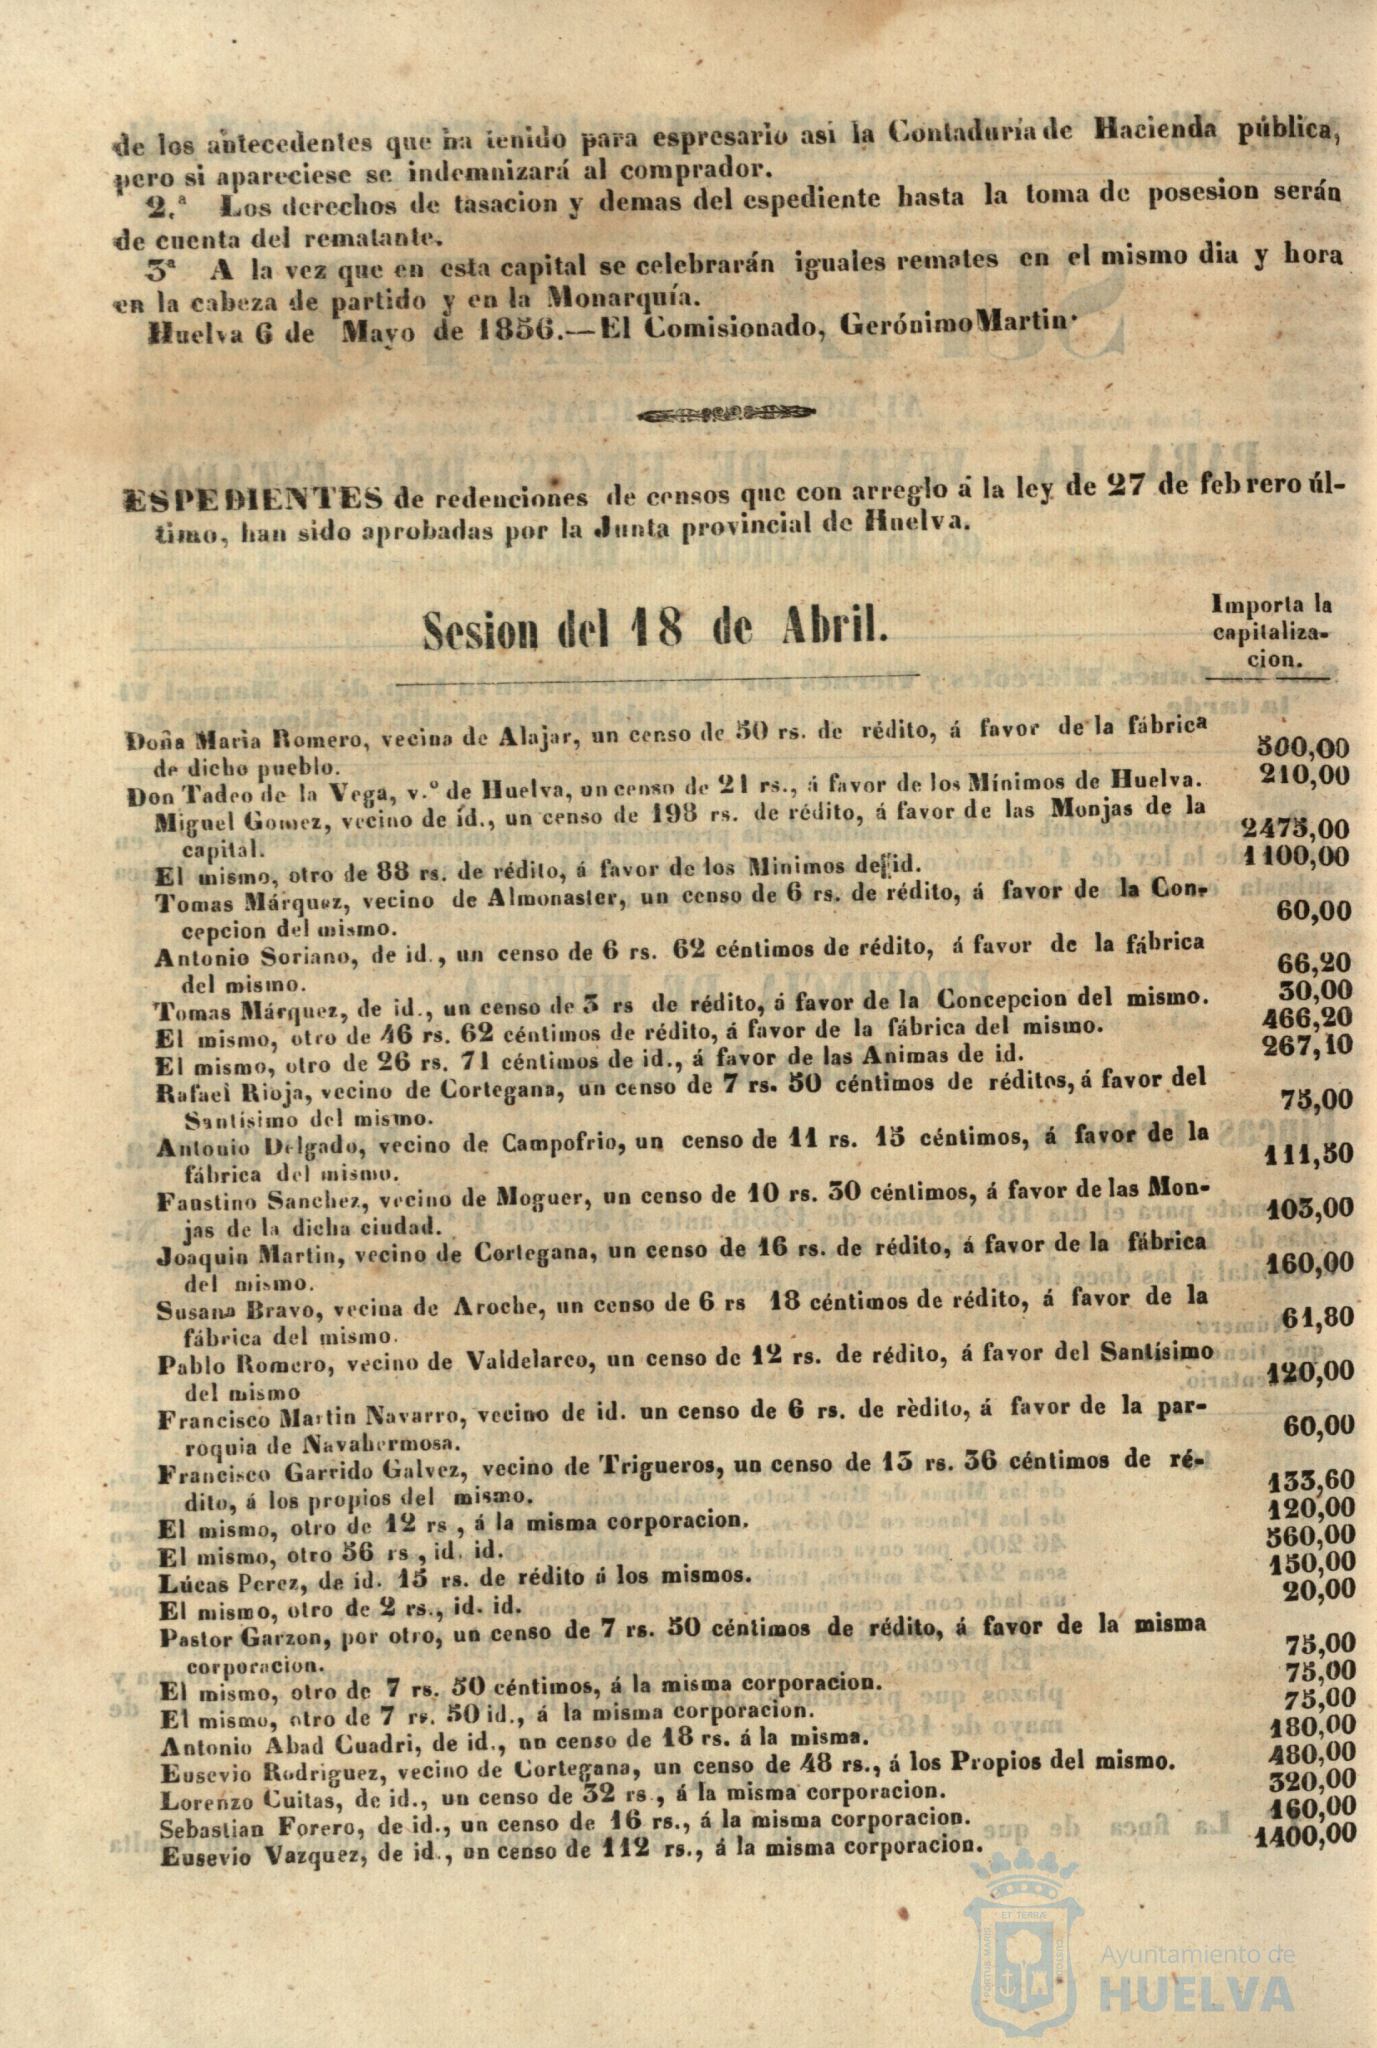 de los antecedentes que ha tenido para espresarlo asi la Contaduría de Hacienda pública,
pero si apareciese se indemnizará al comprador.
2.ª Los derechos de tasacion y demas del espediente hasta la toma de posesion serán
de cuenta del rematante.
3ª A la vez que en esta capital se celebrarán iguales remates en el mismo dia y hora
en la cabeza de partido y en la Monarquía.
Huelva 6 de Mayo de 1856.—El Comisionado, Gerónimo Martin.
ESPEDIENTES de redenciones de censos que con arreglo á la ley de 27 de febrero úl-
timo, han sido aprobadas por la Junta provincial de Huelva.
Sesion del 18 de Abril.
Importa la
capitaliza-
cion.
Doña Maria Romero, vecina de Alajar, un censo de 50 rs. de rédito, á favor de la fábrica
de dicho pueblo. 500,00
Don Tadeo de la Vega, v.º de Huelva, un censo de 21 rs., á favor de los Mínimos de Huelva. 210,00
Miguel Gomez, vecino de íd., un censo de 198 rs. de rédito, á favor de las Monjas de la
capital. 2475,00
El mismo, otro de 88 rs. de rédito, á favor de los Minimos de id. 1100,00
Tomas Márquez, vecino de Almonaster, un censo de 6 rs. de rédito, á favor de la Con-
cepcion del mismo. 60,00
Antonio Soriano, de id., un censo de 6 rs. 62 céntimos de rédito, á favor de la fábrica
del mismo. 66,20
Tomas Márquez, de id., un censo de 3 rs de rédito, á favor de la Concepcion del mismo. 30,00
El mismo, otro de 46 rs. 62 céntimos de rédito, á favor de la fábrica del mismo. 466,20
El mismo, otro de 26 rs. 71 céntimos de id., á favor de las Animas de id. 267,10
Rafael Rioja, vecino de Cortegana, un censo de 7 rs. 50 céntimos de réditos, á favor del
Santísimo del mismo. 75,00
Antonio Delgado, vecino de Campofrio, un censo de 11 rs. 15 céntimos, á favor de la
fábrica del mismo. 111,50
Faustino Sanchez, vecino de Moguer, un censo de 10 rs. 30 céntimos, á favor de las Mon-
jas de la dicha ciudad. 103,00
Joaquin Martin, vecino de Cortegana, un censo de 16 rs. de rédito, á favor de la fábrica
del mismo. 160,00
Susana Bravo, vecina de Aroche, un censo de 6 rs 18 céntimos de rédito, á favor de la
fábrica del mismo. 61,80
Pablo Romero, vecino de Valdelarco, un censo de 12 rs. de rédito, á favor del Santísimo
del mismo 120,00
Francisco Martin Navarro, vecino de id. un censo de 6 rs. de rèdito, á favor de la par-
roquia de Navahermosa. 60,00
Francisco Garrido Galvez, vecino de Trigueros, un censo de 13 rs. 36 céntimos de ré-
dito, á los propios del mismo. 133,60
El mismo, otro de 12 rs , á la misma corporacion. 120,00
El mismo, otro 56 rs , id. id. 560,00
Lúcas Perez, de id. 15 rs. de rédito á los mismos. 150,00
El mismo, otro de 2 rs., id. id. 20,00
Pastor Garzon, por otro, un censo de 7 rs. 50 céntimos de rédito, á favor de la misma
corporacion. 75,00
El mismo, otro de 7 rs. 50 céntimos, á la misma corporacion. 75,00
El mismo, otro de 7 rs. 50 id., á la misma corporacion. 75,00
Antonio Abad Cuadri, de id., un censo de 18 rs. á la misma. 180,00
Eusevio Rodriguez, vecino de Cortegana, un censo de 48 rs., á los Propios del mismo. 480,00
Lorenzo Cuitas, de id., un censo de 32 rs , á la misma corporacion. 320,00
Sebastian Forero, de id., un censo de 16 rs., á la misma corporacion. 160,00
Eusevio Vazquez, de id., un censo de 112 rs., á la misma corporacion. 1400,00
ET TERRÆ
PORTUS MARIS
CUSTODIA
Ayuntamiento de
HUELVA